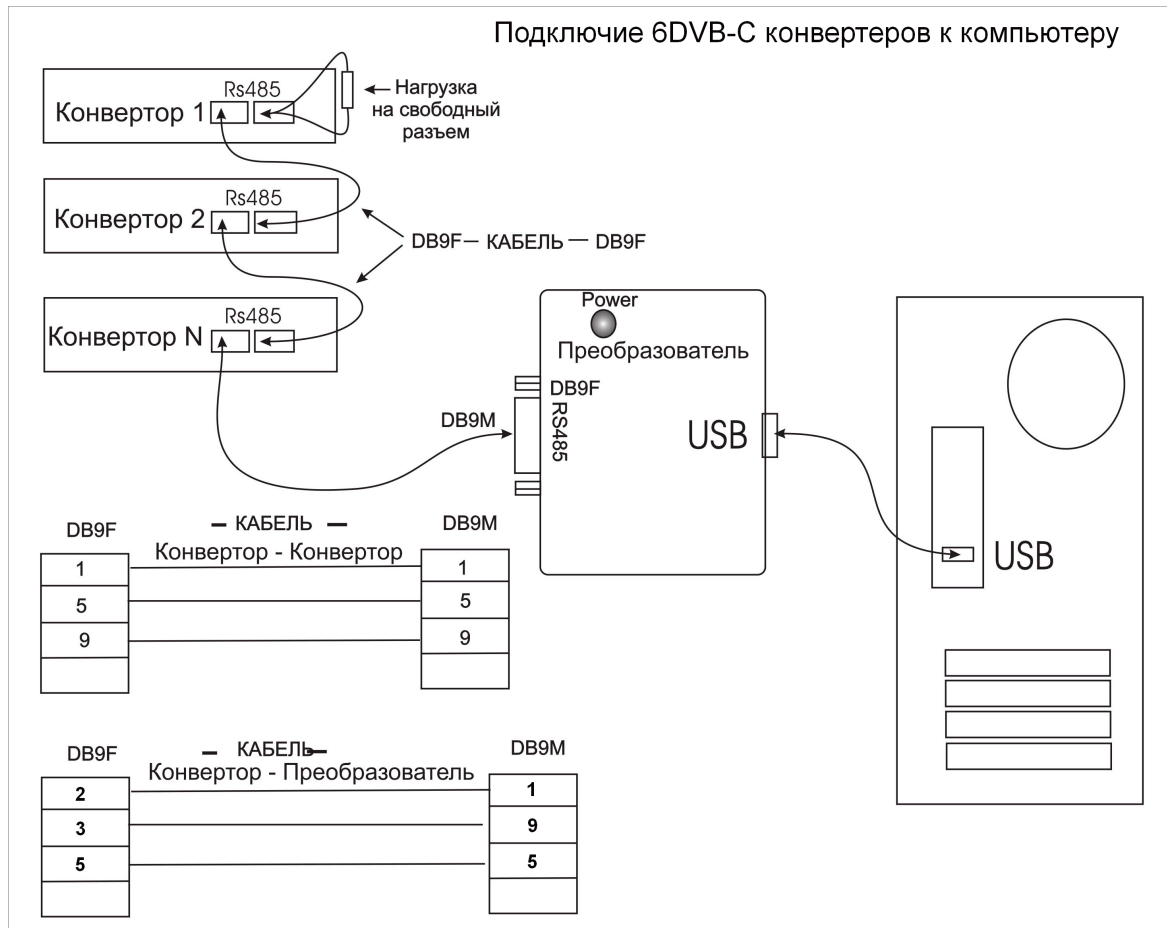 Подключие 6DVB-C конвертеров к компьютеру
Rs485
Конвертор 1
Нагрузка
на свободный
разъем
Rs485
Конвертор 2
DB9F— КАБЕЛЬ — DB9F
Rs485
Конвертор N
Power
Преобразователь
DB9F
RS485
DB9M
USB
USB
DB9F
— КАБЕЛЬ —
DB9M
Конвертор - Конвертор
1
1
5
5
9
9
DB9F
— КАБЕЛЬ—
DB9M
Конвертор - Преобразователь
2
1
3
9
5
5